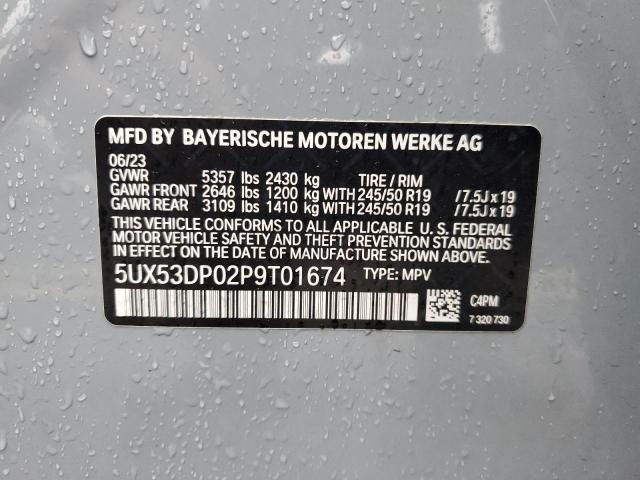 MFD BY BAYERISCHE MOTOREN WERKE AG
06/23
GVWR 5357 lbs 2430 kg TIRE / RIM
GAWR FRONT 2646 lbs 1200 kg WITH 245/50 R19 /7.5J x 19
GAWR REAR 3109 lbs 1410 kg WITH 245/50 R19 /7.5J x 19
THIS VEHICLE CONFORMS TO ALL APPLICABLE U. S. FEDERAL
MOTOR VEHICLE SAFETY AND THEFT PREVENTION STANDARDS
IN EFFECT ON THE DATE OF MANUFACTURE SHOWN ABOVE.
5UX53DP02P9T01674 TYPE: MPV
C4PM
7 320 730